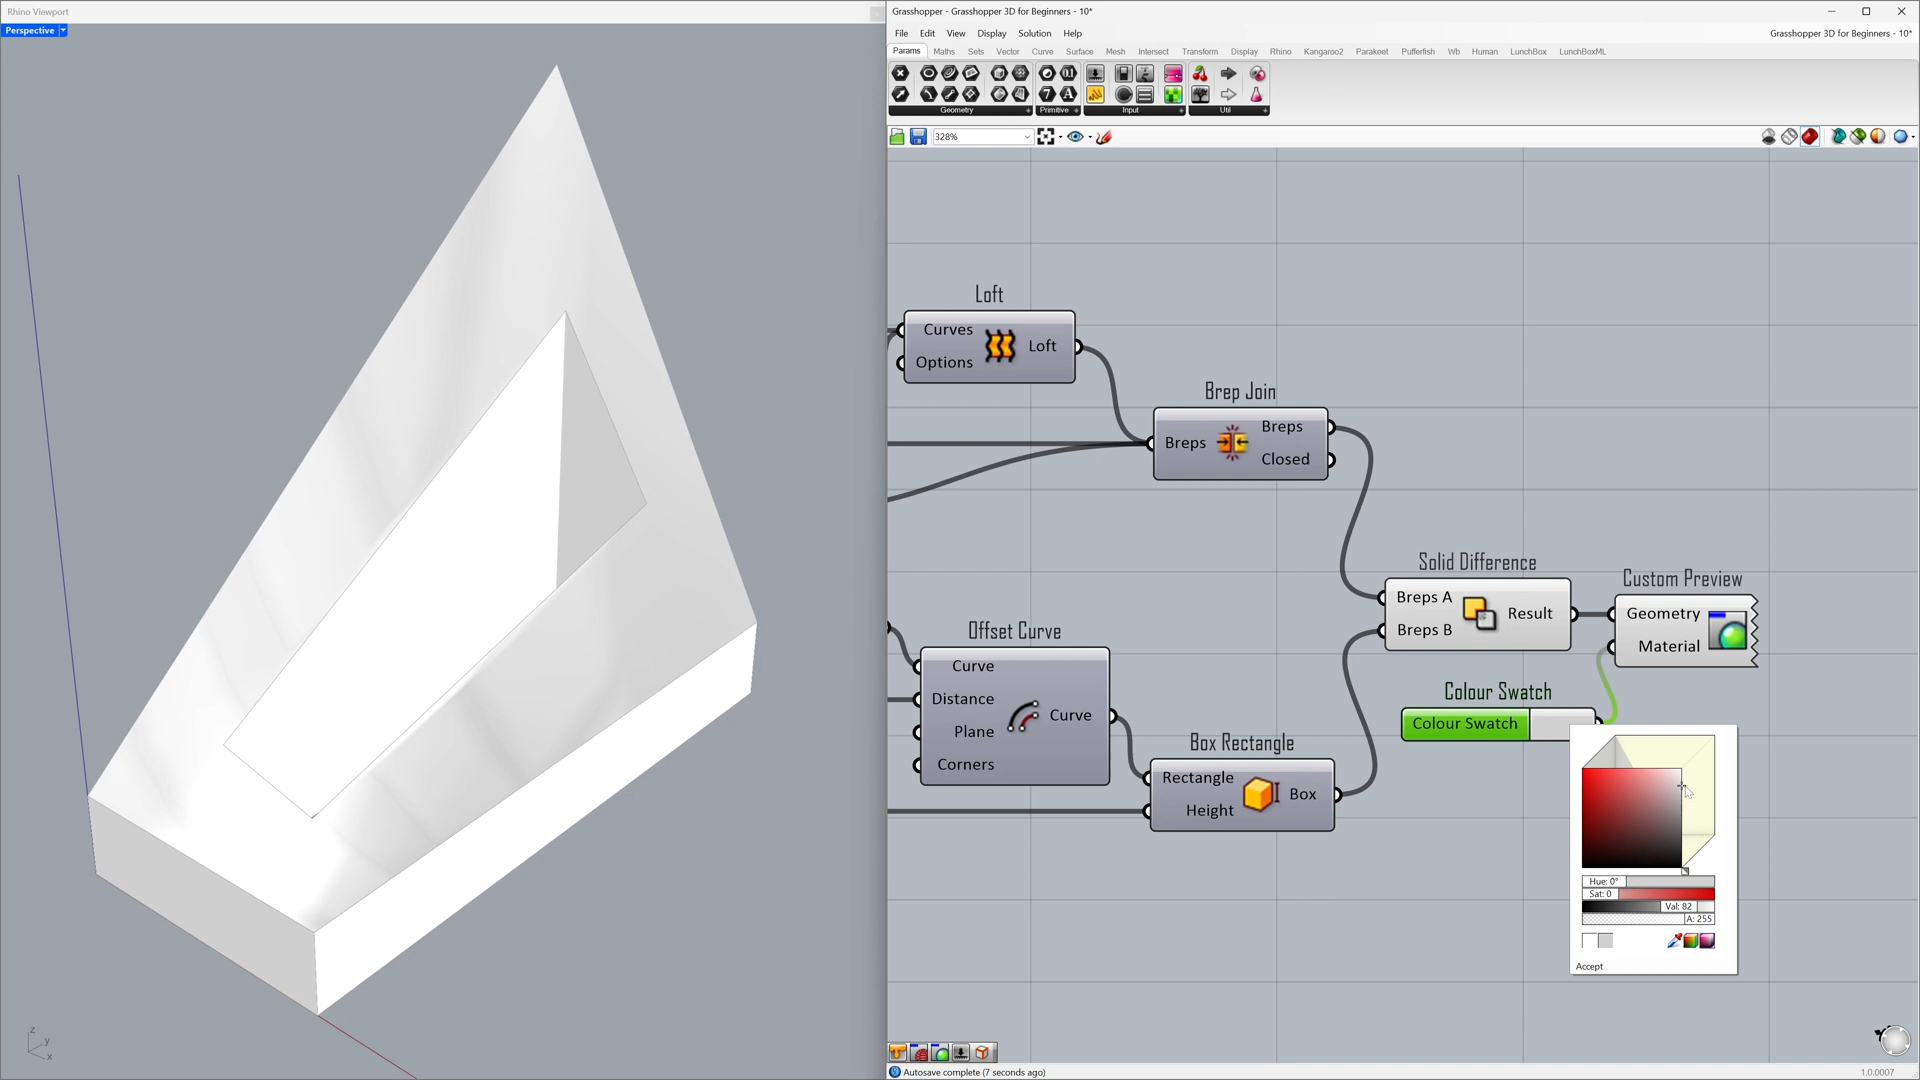 Rhino Viewport
Perspective
z
y
x
Grasshopper - Grasshopper 3D for Beginners - 10*
File Edit View Display Solution Help
Grasshopper 3D for Beginners - 10*
Params Maths Sets Vector Curve Surface Mesh Intersect Transform Display Rhino Kangaroo2 Parakeet Pufferfish Wb Human LunchBox LunchBoxML
Geometry Primitive Input Util
328%
Loft
Curves
Options
Loft
Brep Join
Breps
Breps
Closed
Solid Difference
Breps A
Breps B
Result
Custom Preview
Geometry
Material
Offset Curve
Curve
Distance
Plane
Corners
Curve
Colour Swatch
Colour Swatch
Box Rectangle
Rectangle
Height
Box
Hue: 0°
Sat: 0
Val: 82
A: 255
Accept
Autosave complete (7 seconds ago)
1.0.0007